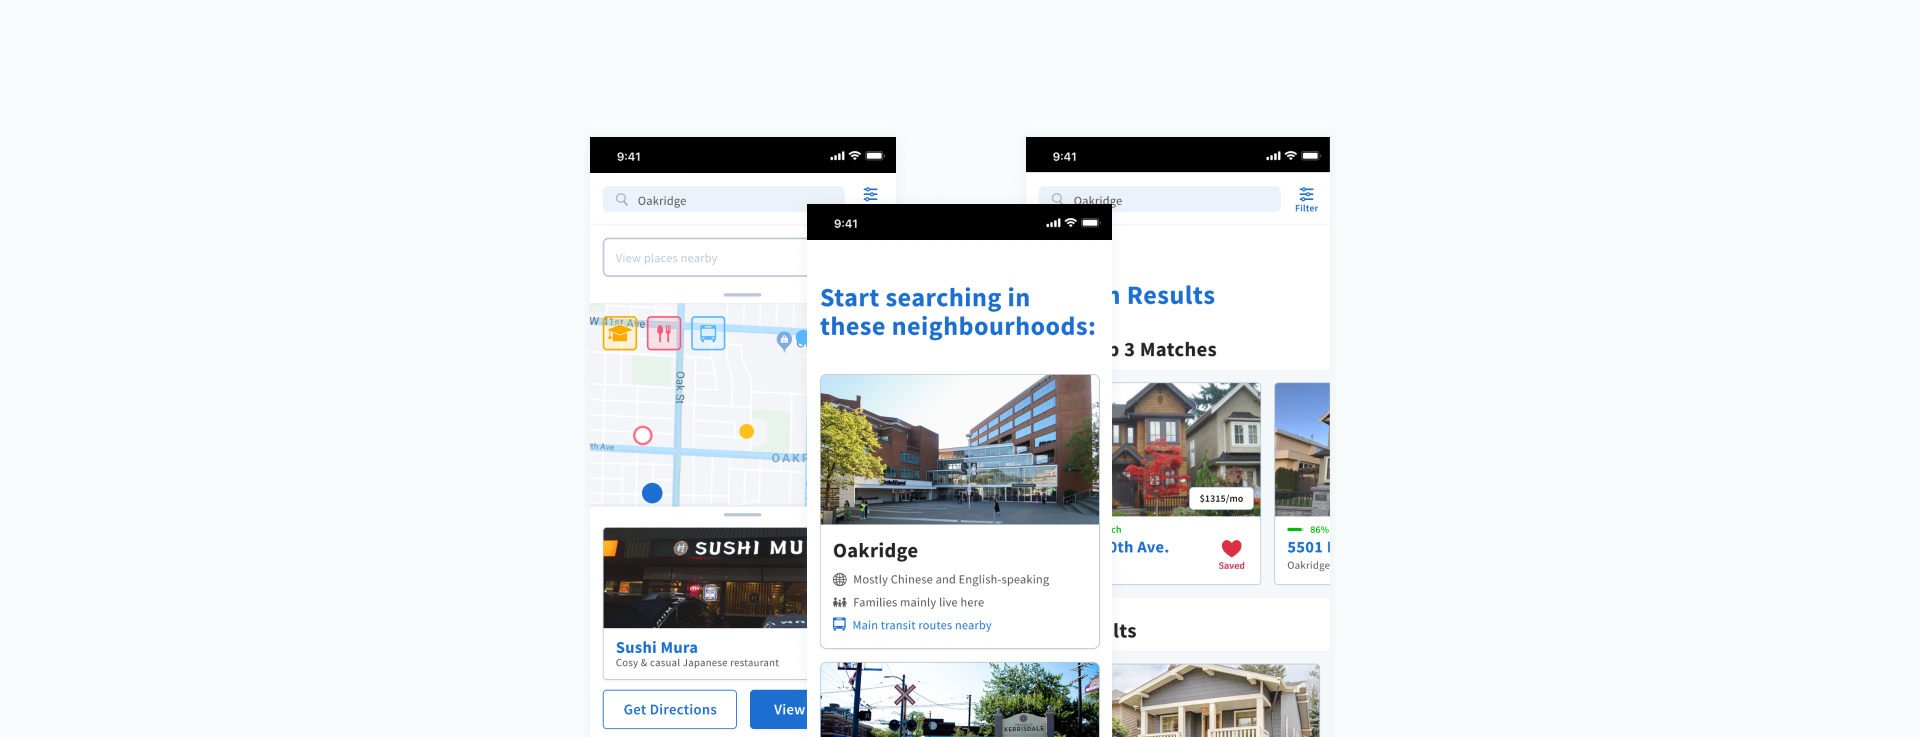 9:41
Oakridge
View places nearby
W 41st Ave
Oak St
th Ave
OAKR
SUSHI MU
OPEN
Sushi Mura
Cosy & casual Japanese restaurant
Get Directions
View
9:41
Start searching in
these neighbourhoods:
Oakridge
Mostly Chinese and English-speaking
Families mainly live here
Main transit routes nearby
KERRISDALE
9:41
Oakridge
Filter
n Results
p 3 Matches
$1315/mo
ch
0th Ave.
Saved
86%
5501
Oakridge
lts